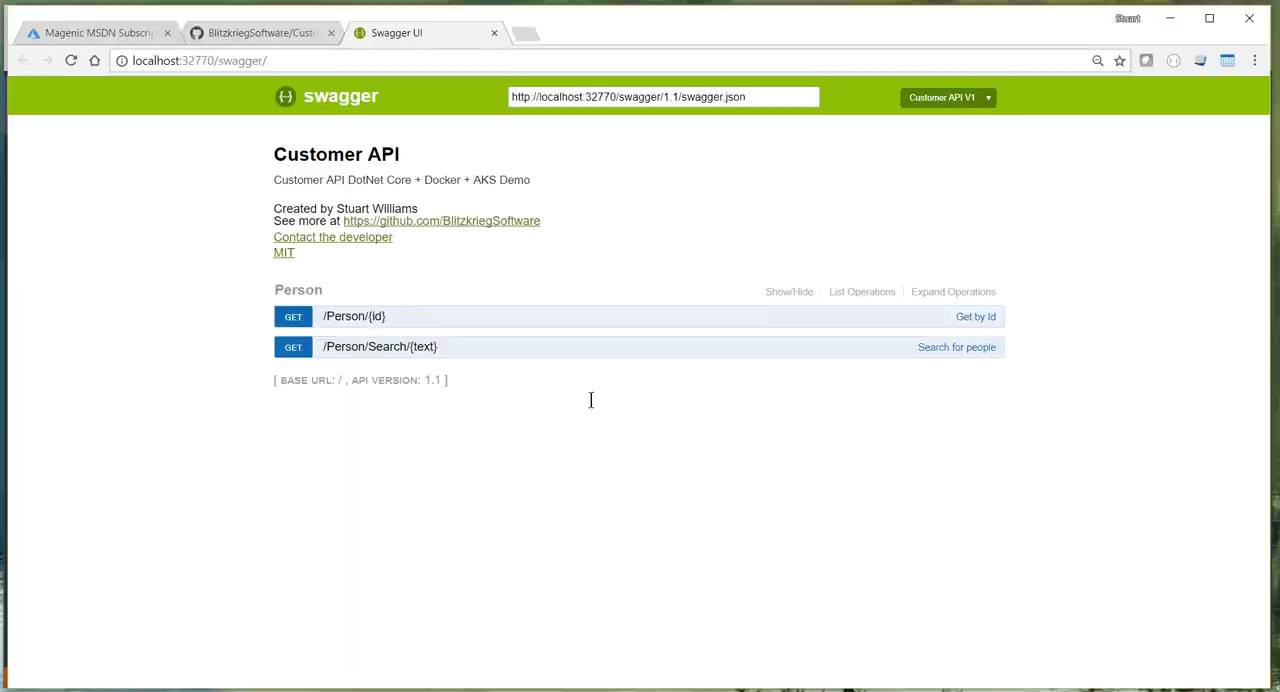 Stuart
Magenic MSDN Subscri
BlitzkriegSoftware/Cust
Swagger UI
localhost:32770/swagger/
swagger
http://localhost:32770/swagger/1.1/swagger.json
Customer API V1
Customer API
Customer API DotNet Core + Docker + AKS Demo
Created by Stuart Williams
See more at https://github.com/BlitzkriegSoftware
Contact the developer
MIT
Person
Show/Hide
List Operations
Expand Operations
GET /Person/{id} Get by Id
GET /Person/Search/{text} Search for people
[ BASE URL: / , API VERSION: 1.1 ]